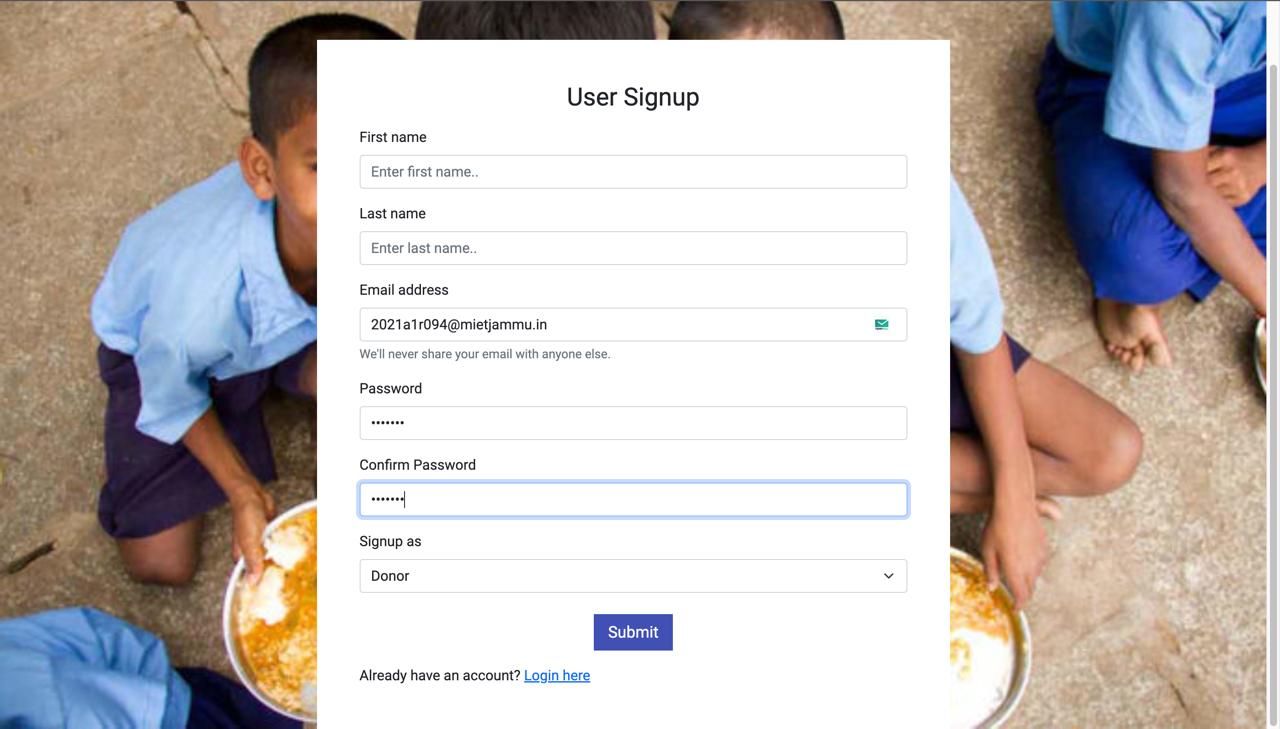 User Signup
First name
Enter first name..
Last name
Enter last name..
Email address
2021a1r094@mietjammu.in
We'll never share your email with anyone else.
Password
•••••••
Confirm Password
•••••••
Signup as
Donor
Submit
Already have an account? Login here